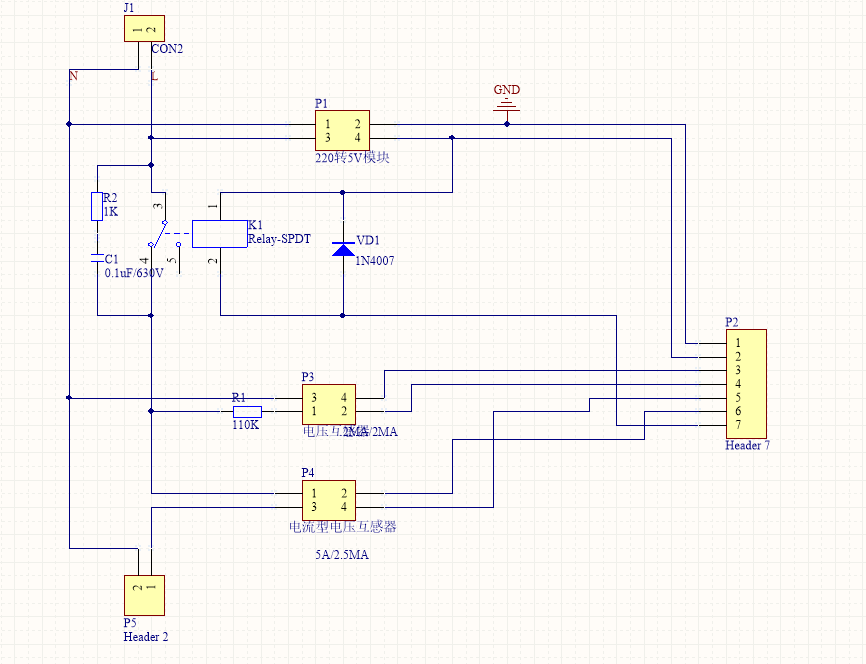 J1
1 2
CON2
N
L
GND
P1
1 2
3 4
220转5V模块
R2
1K
3
1
K1
Relay-SPDT
VD1
1N4007
C1
0.1uF/630V
4
5
2
P2
1
2
3
4
5
6
7
Header 7
P3
3 4
1 2
R1
110K
电压互感器
2MA/2MA
P4
1 2
3 4
电流型电压互感器
5A/2.5MA
2 1
P5
Header 2